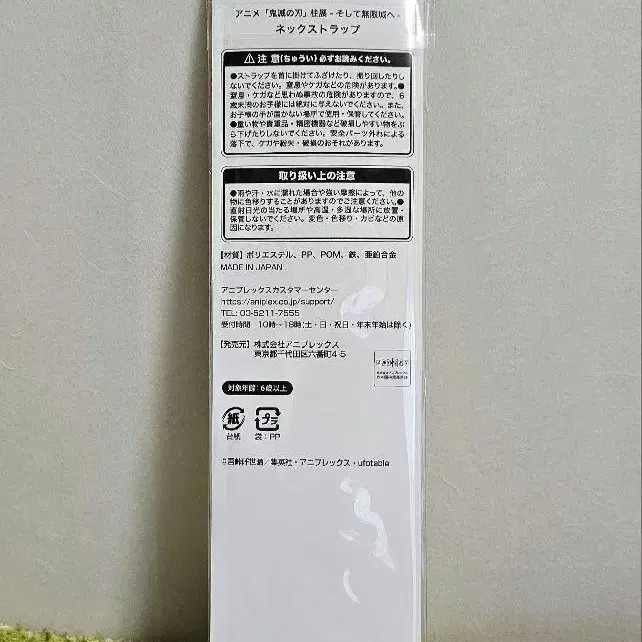 アニメ「鬼滅の刃」柱展 - そして無限城へ -
ネックストラップ
⚠ 注 意(ちゅうい) 必ずお読みください。
●ストラップを首に掛けてふざけたり、振り回したりし
ないでください。窒息やケガなどの危険があります。●
窒息・ケガなど思わぬ事故の危険がありますので、6
歳未満のお子様には絶対に与えないでください。また、
お子様の手が届かない場所で使用・保管してください。
●重い物や貴重品・精密機器など破損しやすい物をぶ
ら下げたりしないでください。安全パーツ外れによる
落下で、ケガや紛失・破損のおそれがあります。
取り扱い上の注意
●雨や汗・水に濡れた場合や強い摩擦によって、他の
物に色移りすることがありますのでご注意ください。●
直射日光の当たる場所や高温・多湿な場所に放置・
保管しないでください。変色・色移り・カビなどの原
因になります。
【材質】ポリエステル、PP、POM、鉄、亜鉛合金
MADE IN JAPAN
アニプレックスカスタマーセンター
https://aniplex.co.jp/support/
TEL: 03-5211-7555
受付時間 10時~18時(土・日・祝日・年末年始は除く)
【発売元】株式会社アニプレックス
東京都千代田区六番町4-5
対象年齢:6歳以上
紙 プラ
台紙 袋:PP
©吾峠呼世晴/集英社・アニプレックス・ufotable